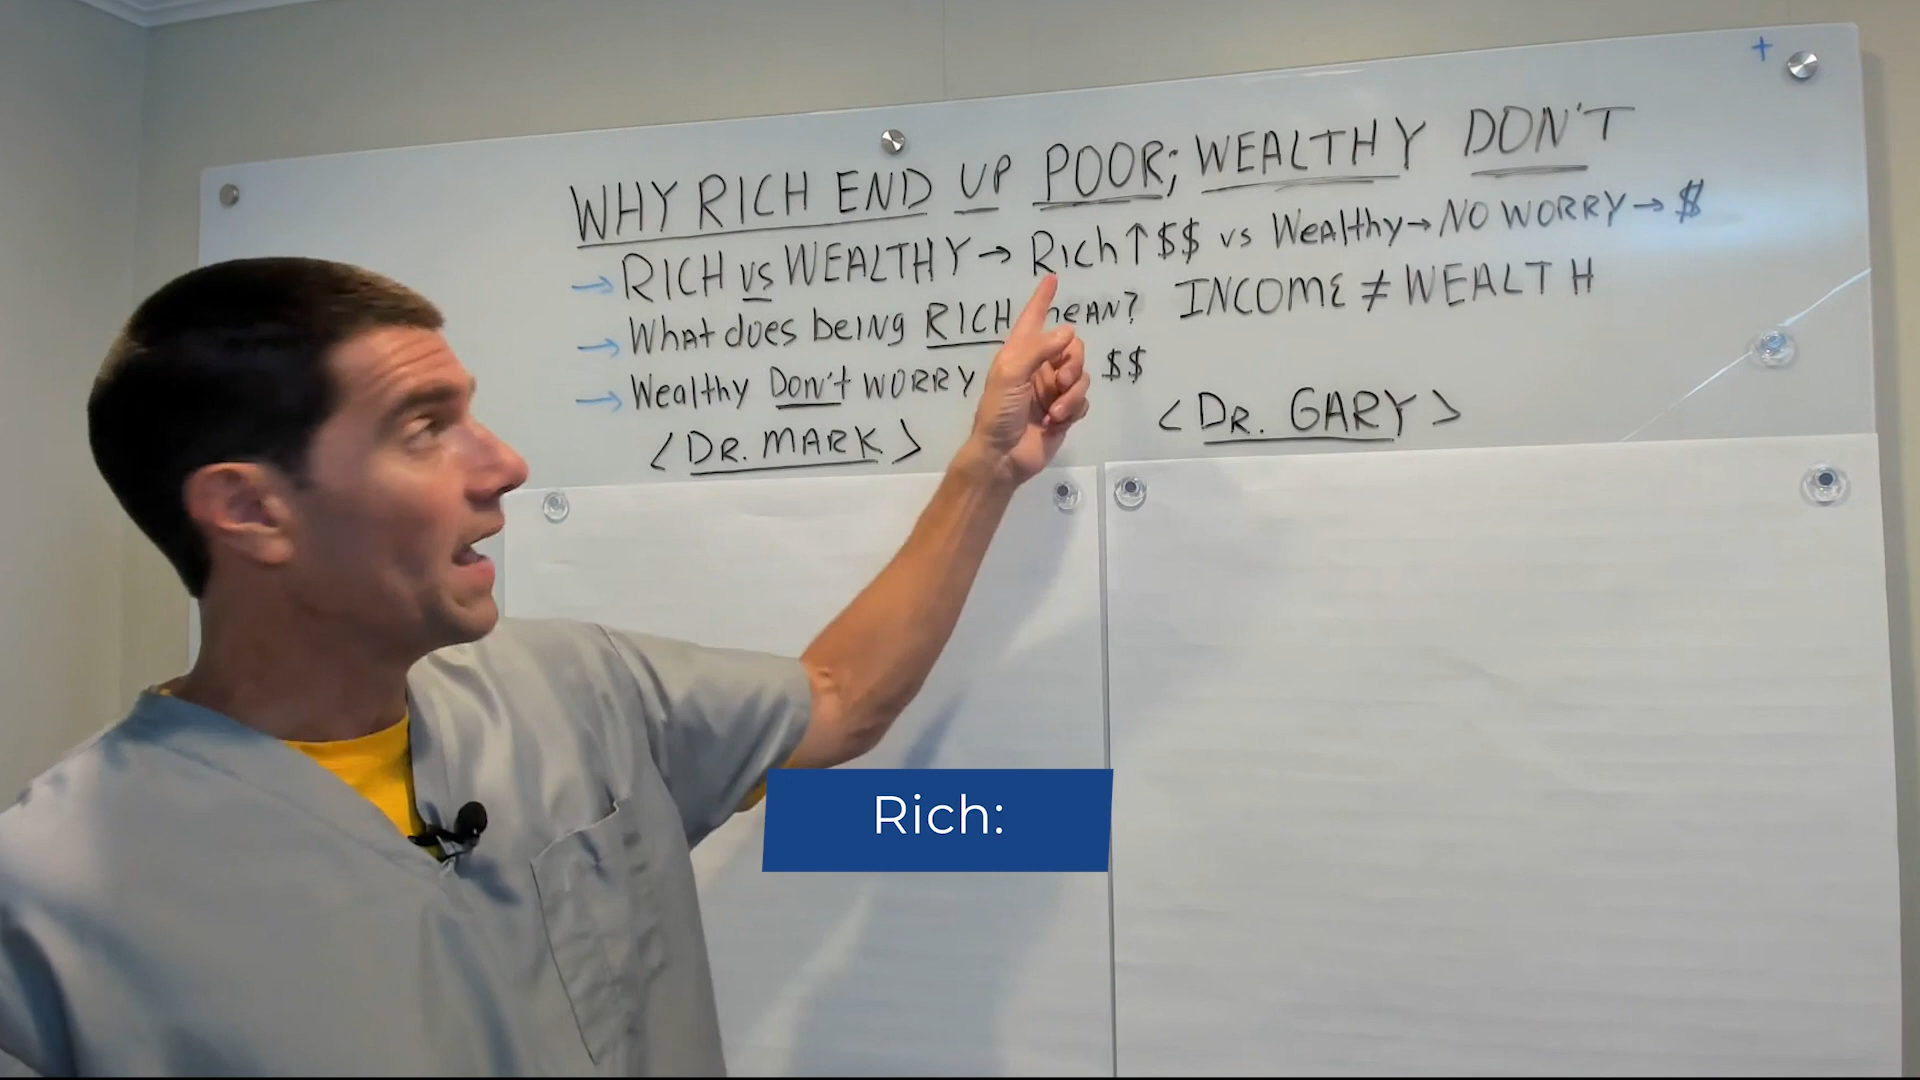 +
WHY RICH END UP POOR; WEALTHY DON'T
→ RICH vs WEALTHY → Rich ↑ $$ vs Wealthy → NO WORRY → $
→ What does being RICH MEAN? INCOME ≠ WEALTH
→ Wealthy Don't WORRY $$
<DR. MARK> <DR. GARY>
Rich: